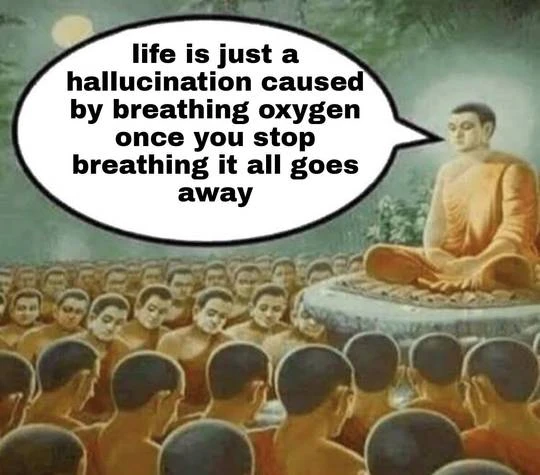 life is just a
hallucination caused
by breathing oxygen
once you stop
breathing it all goes
away